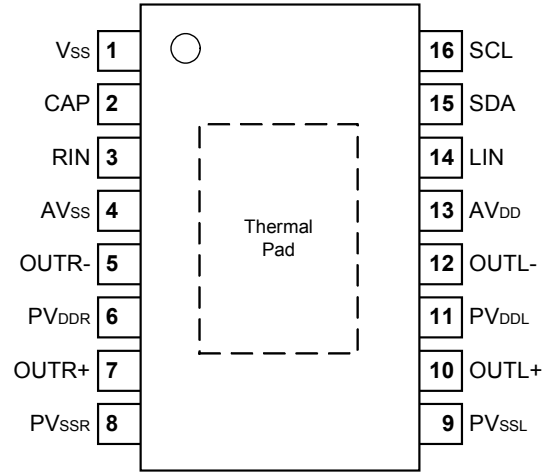 VSS 1 16 SCL
CAP 2 15 SDA
RIN 3 14 LIN
AVSS 4 13 AVDD
Thermal
Pad
OUTR- 5 12 OUTL-
PVDDR 6 11 PVDDL
OUTR+ 7 10 OUTL+
PVSSR 8 9 PVSSL